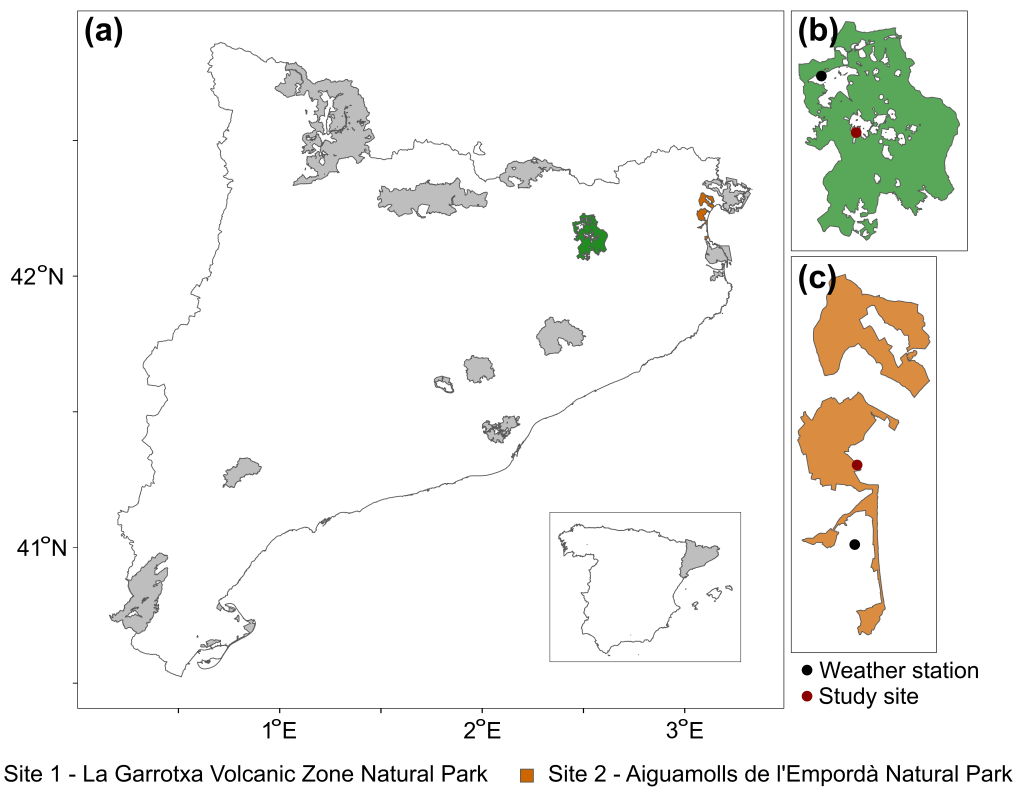 (a)
(b)
(c)
42°N
41°N
1°E
2°E
3°E
Weather station
Study site
Site 1 - La Garrotxa Volcanic Zone Natural Park
Site 2 - Aiguamolls de l'Empordà Natural Park